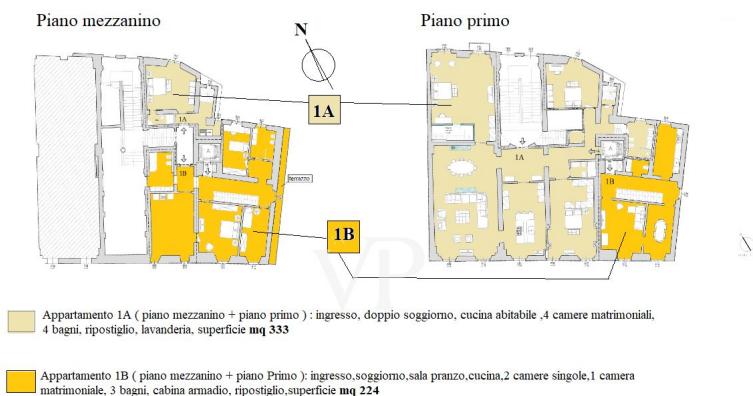 Piano mezzanino
Piano primo
N
1A
1A
1A
1B
terrazzo
1B
1B
VP
Appartamento 1A ( piano mezzanino + piano primo ) : ingresso, doppio soggiorno, cucina abitabile ,4 camere matrimoniali,
4 bagni, ripostiglio, lavanderia, superficie mq 333
Appartamento 1B ( piano mezzanino + piano Primo ): ingresso,soggiorno,sala pranzo,cucina,2 camere singole,1 camera
matrimoniale, 3 bagni, cabina armadio, ripostiglio,superficie mq 224